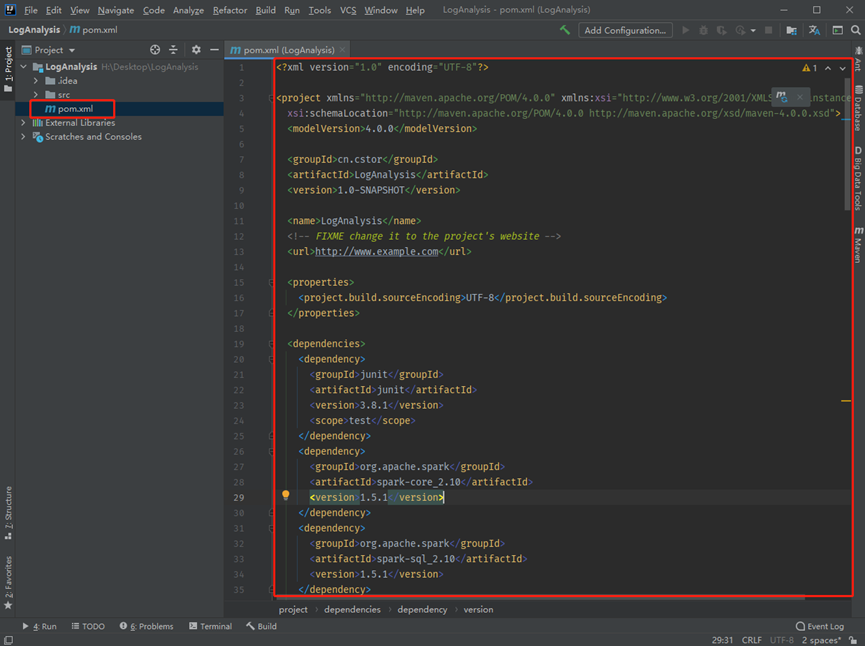 File Edit View Navigate Code Analyze Refactor Build Run Tools VCS Window Help LogAnalysis - pom.xml (LogAnalysis)
LogAnalysis pom.xml Add Configuration...
Project
pom.xml (LogAnalysis)
1: Project
LogAnalysis H:\Desktop\LogAnalysis
.idea
src
pom.xml
External Libraries
Scratches and Consoles
7: Structure
2: Favorites
1 <?xml version="1.0" encoding="UTF-8"?> 1
2
3 <project xmlns="http://maven.apache.org/POM/4.0.0" xmlns:xsi="http://www.w3.org/2001/XMLS instance
4 xsi:schemaLocation="http://maven.apache.org/POM/4.0.0 http://maven.apache.org/xsd/maven-4.0.0.xsd">
5 <modelVersion>4.0.0</modelVersion>
6
7 <groupId>cn.cstor</groupId>
8 <artifactId>LogAnalysis</artifactId>
9 <version>1.0-SNAPSHOT</version>
10
11 <name>LogAnalysis</name>
12 <!-- FIXME change it to the project's website -->
13 <url>http://www.example.com</url>
14
15 <properties>
16 <project.build.sourceEncoding>UTF-8</project.build.sourceEncoding>
17 </properties>
18
19 <dependencies>
20 <dependency>
21 <groupId>junit</groupId>
22 <artifactId>junit</artifactId>
23 <version>3.8.1</version>
24 <scope>test</scope>
25 </dependency>
26 <dependency>
27 <groupId>org.apache.spark</groupId>
28 <artifactId>spark-core_2.10</artifactId>
29 <version>1.5.1</version>
30 </dependency>
31 <dependency>
32 <groupId>org.apache.spark</groupId>
33 <artifactId>spark-sql_2.10</artifactId>
34 <version>1.5.1</version>
35 </dependency>
Ant
Database
Big Data Tools
Maven
project › dependencies › dependency › version
4: Run TODO 6: Problems Terminal Build Event Log
29:31 CRLF UTF-8 2 spaces*